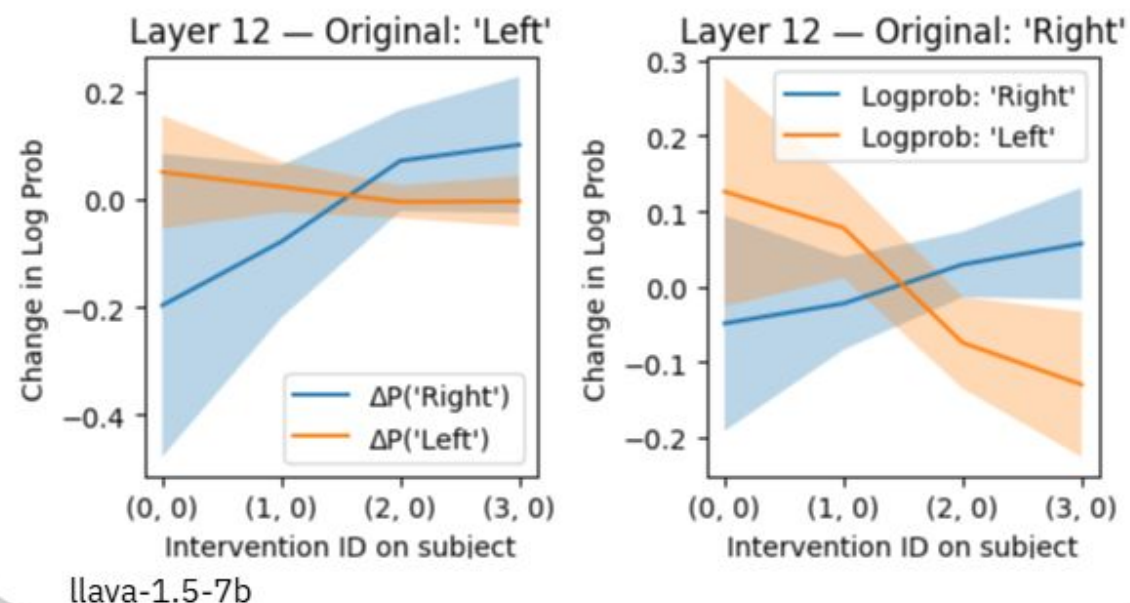 Layer 12 — Original: 'Left'
Change in Log Prob
0.2
0.0
−0.2
−0.4
ΔP('Right')
ΔP('Left')
(0, 0) (1, 0) (2, 0) (3, 0)
Intervention ID on subject
Layer 12 — Original: 'Right'
Change in Log Prob
0.3
0.2
0.1
0.0
−0.1
−0.2
Logprob: 'Right'
Logprob: 'Left'
(0, 0) (1, 0) (2, 0) (3, 0)
Intervention ID on subject
llava-1.5-7b